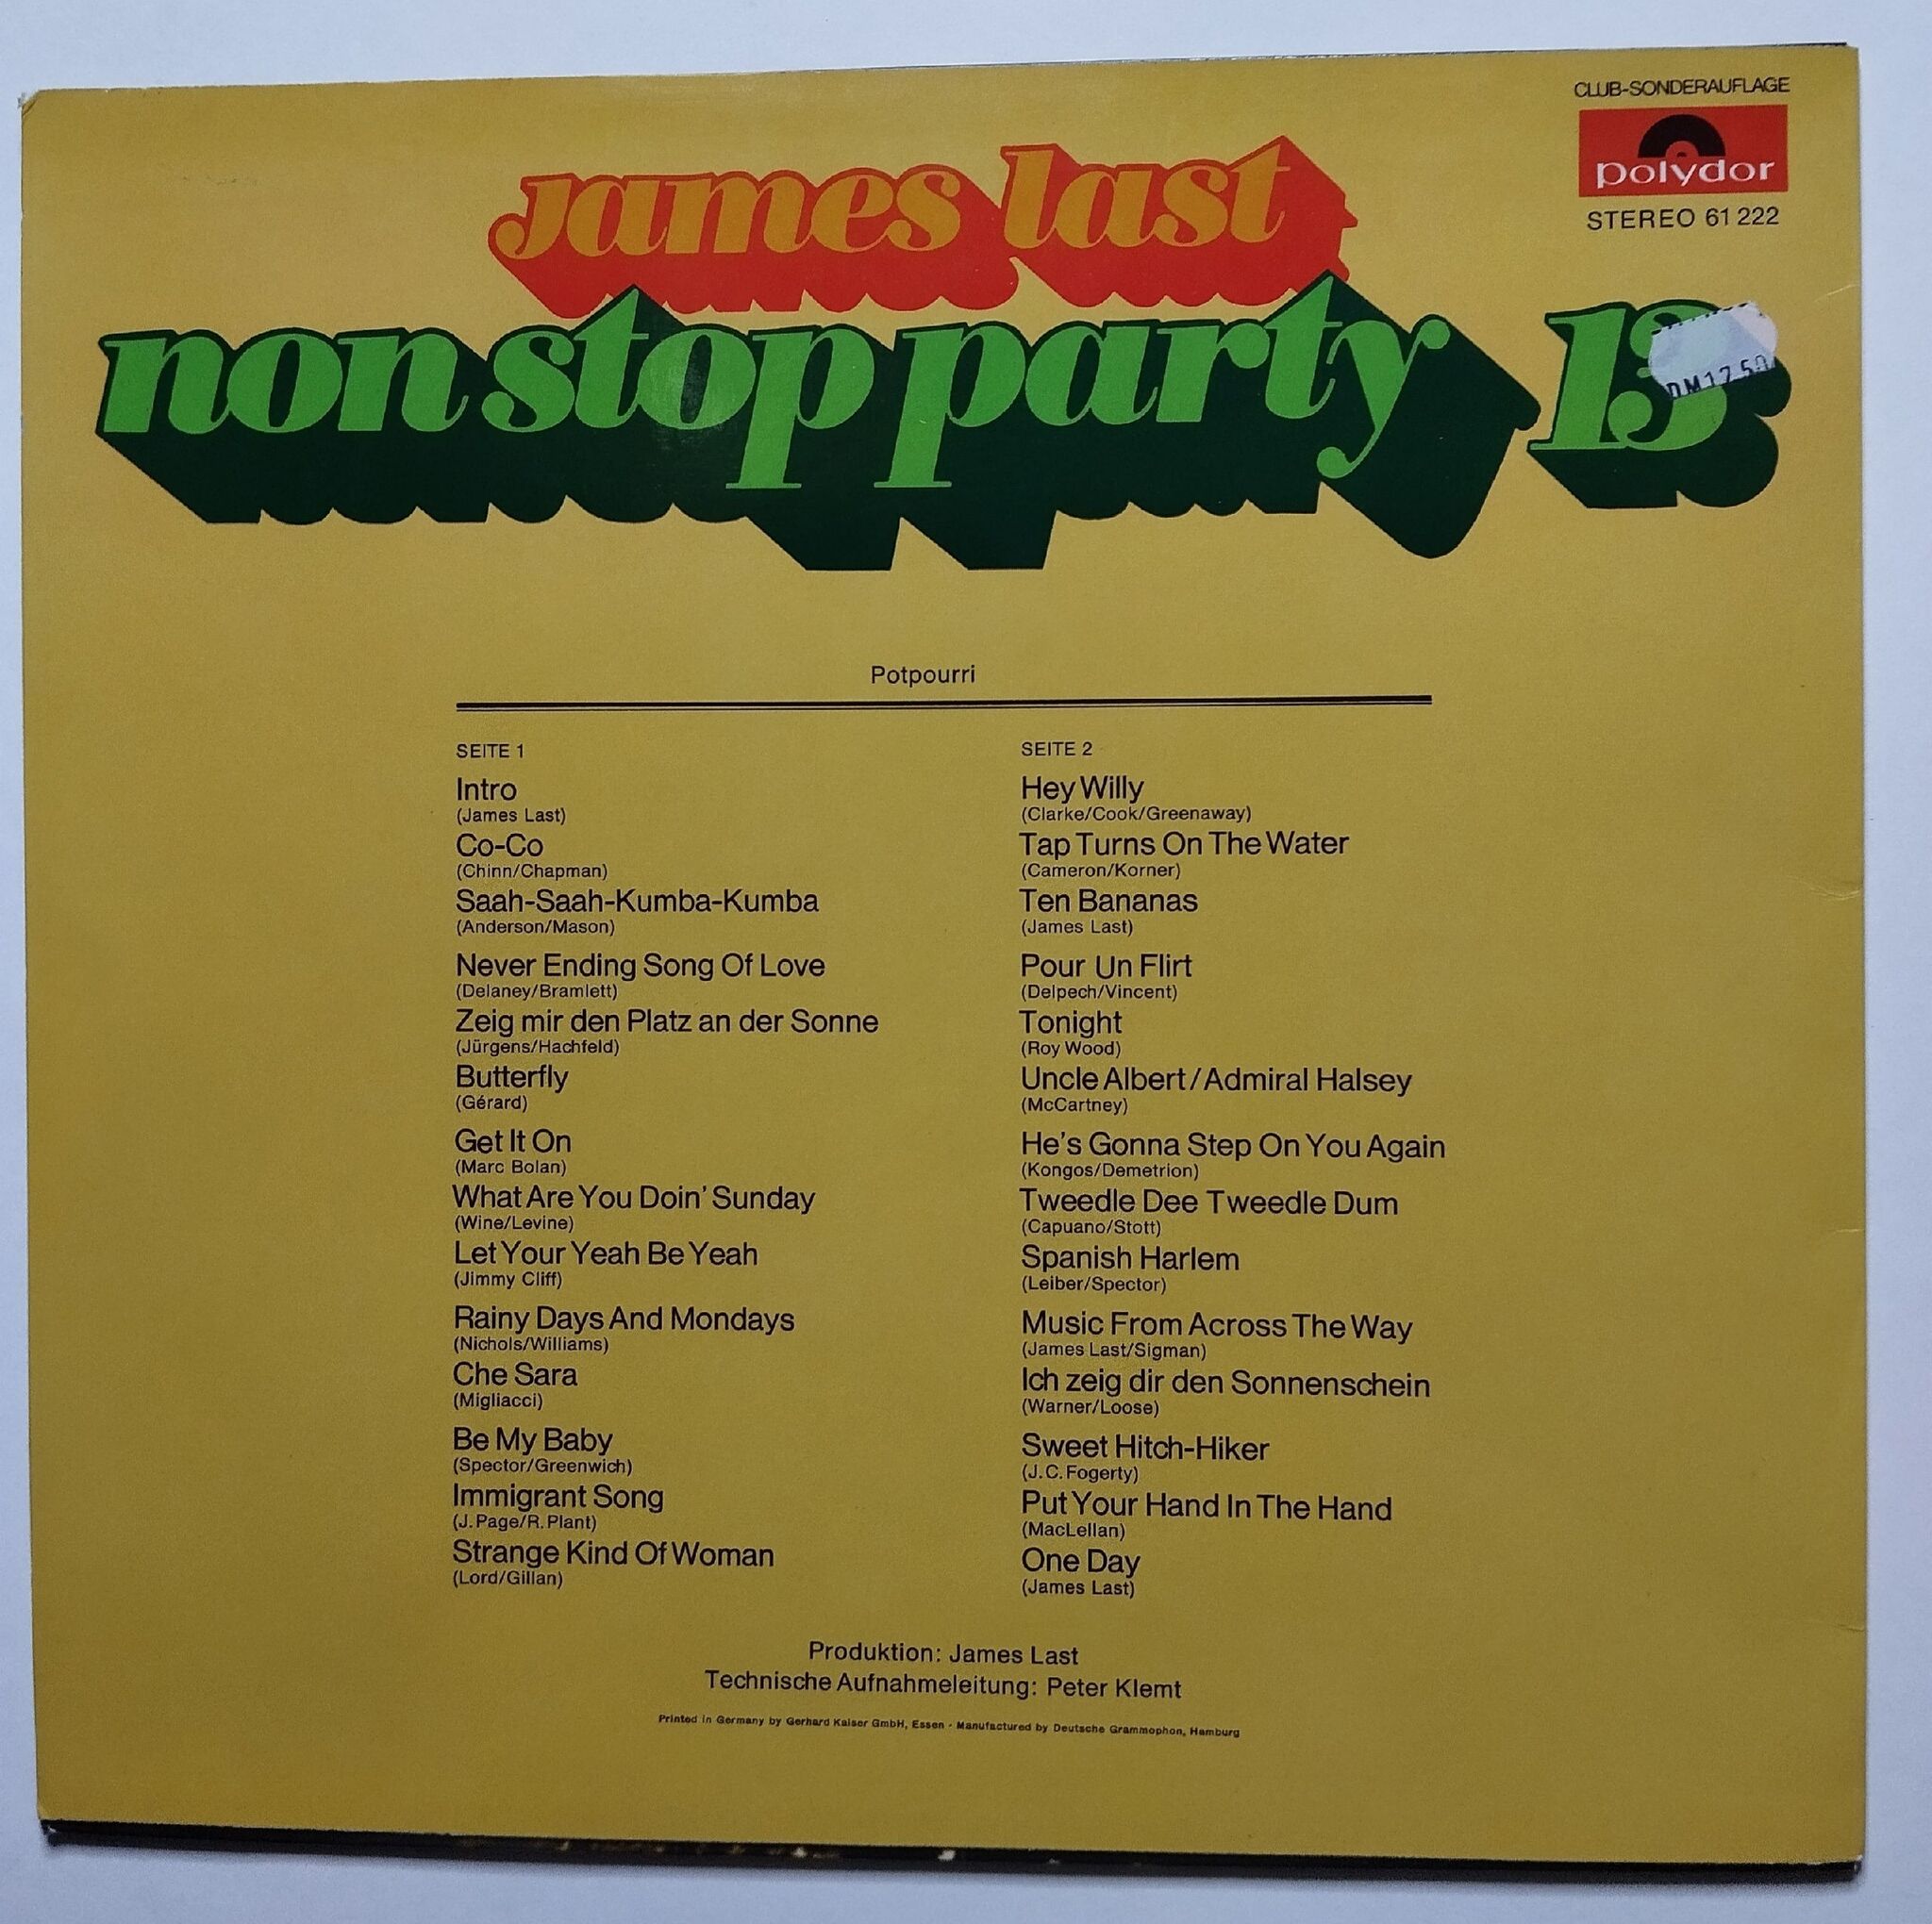 CLUB-SONDERAUFLAGE
polydor
STEREO 61 222
james last
non stop party 13
DM 17.50
Potpourri
SEITE 1
Intro
(James Last)
Co-Co
(Chinn/Chapman)
Saah-Saah-Kumba-Kumba
(Anderson/Mason)
Never Ending Song Of Love
(Delaney/Bramlett)
Zeig mir den Platz an der Sonne
(Jürgens/Hachfeld)
Butterfly
(Gérard)
Get It On
(Marc Bolan)
What Are You Doin' Sunday
(Wine/Levine)
Let Your Yeah Be Yeah
(Jimmy Cliff)
Rainy Days And Mondays
(Nichols/Williams)
Che Sara
(Migliacci)
Be My Baby
(Spector/Greenwich)
Immigrant Song
(J. Page/R. Plant)
Strange Kind Of Woman
(Lord/Gillan)
SEITE 2
Hey Willy
(Clarke/Cook/Greenaway)
Tap Turns On The Water
(Cameron/Korner)
Ten Bananas
(James Last)
Pour Un Flirt
(Delpech/Vincent)
Tonight
(Roy Wood)
Uncle Albert/Admiral Halsey
(McCartney)
He's Gonna Step On You Again
(Kongos/Demetrion)
Tweedle Dee Tweedle Dum
(Capuano/Stott)
Spanish Harlem
(Leiber/Spector)
Music From Across The Way
(James Last/Sigman)
Ich zeig dir den Sonnenschein
(Warner/Loose)
Sweet Hitch-Hiker
(J. C. Fogerty)
Put Your Hand In The Hand
(MacLellan)
One Day
(James Last)
Produktion: James Last
Technische Aufnahmeleitung: Peter Klemt
Printed in Germany by Gerhard Kaiser GmbH, Essen · Manufactured by Deutsche Grammophon, Hamburg